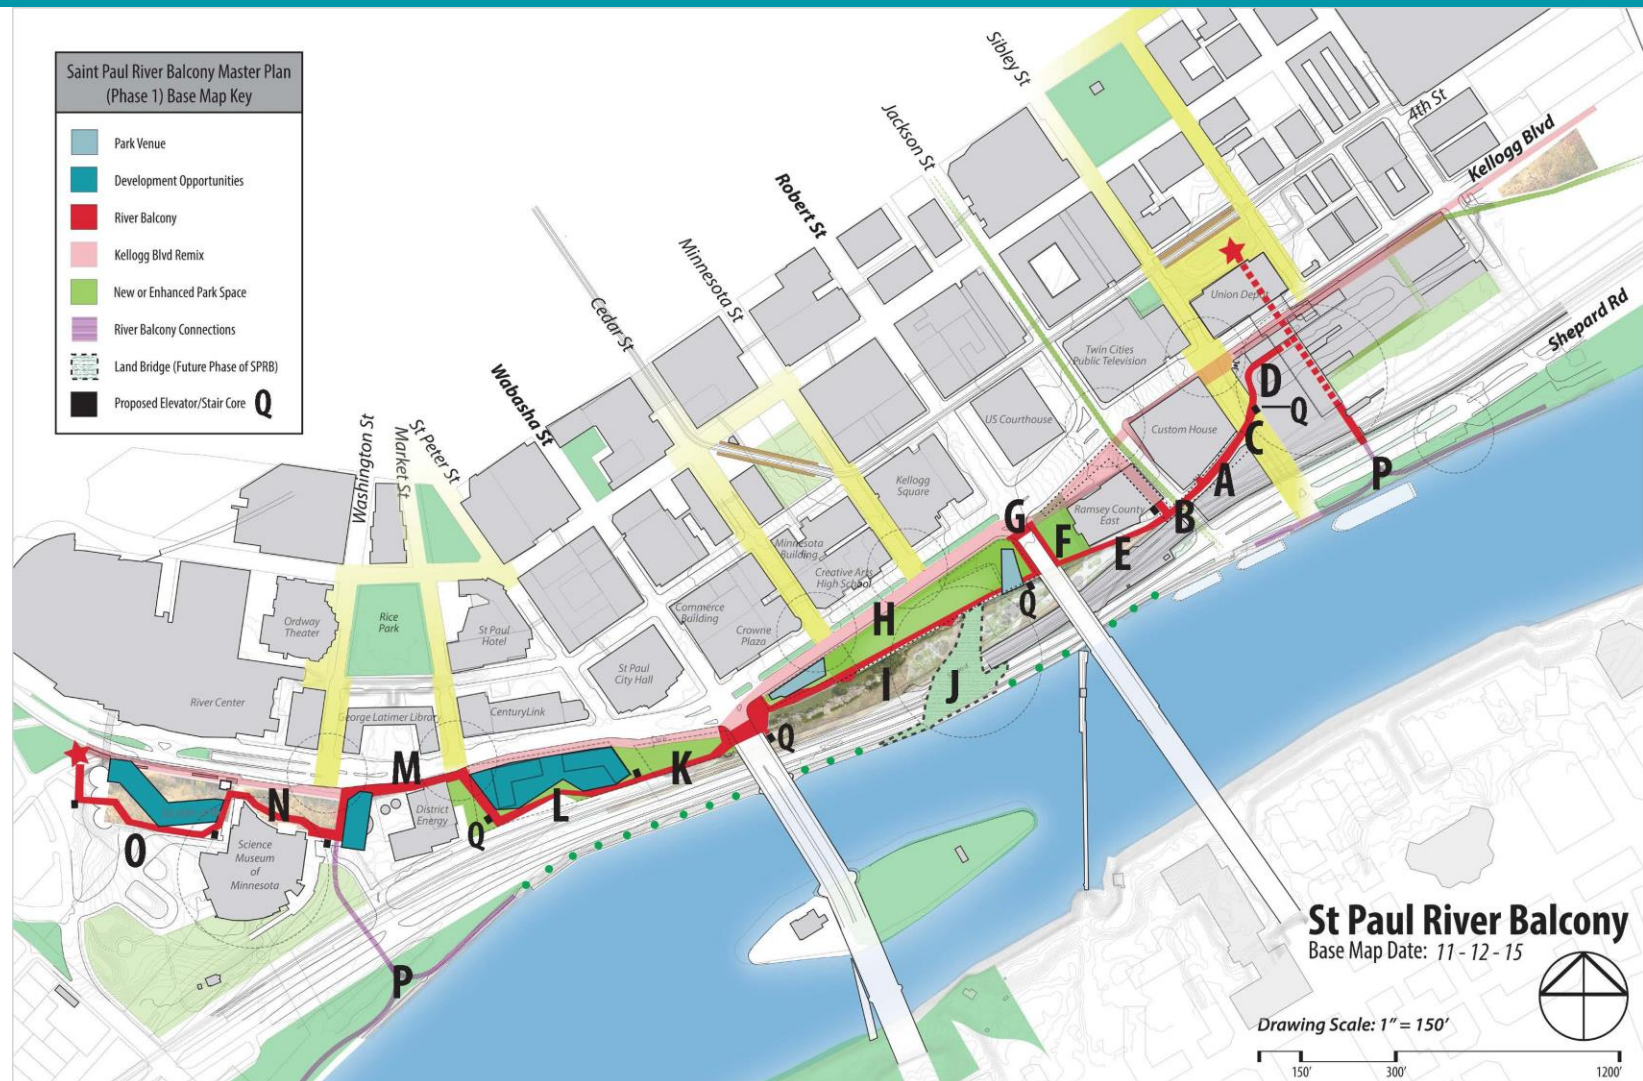 Saint Paul River Balcony Master Plan
(Phase 1) Base Map Key
Park Venue
Development Opportunities
River Balcony
Kellogg Blvd Remix
New or Enhanced Park Space
River Balcony Connections
Land Bridge (Future Phase of SPRB)
Proposed Elevator/Stair Core Q
Sibley St
Jackson St
Robert St
Minnesota St
Cedar St
Wabasha St
St Peter St
Market St
Washington St
4th St
Kellogg Blvd
Shepard Rd
Union Depot
Twin Cities
Public Television
US Courthouse
Custom House
Kellogg
Square
Ramsey County
East
Minnesota
Building
Creative Arts
High School
Commerce
Building
Crowne
Plaza
Ordway
Theater
Rice
Park
St Paul
Hotel
St Paul
City Hall
River Center
George Latimer Library
CenturyLink
District
Energy
Science
Museum
of
Minnesota
D
Q
C
A
P
B
G
F
E
Q
H
I
J
Q
K
M
L
Q
N
O
P
St Paul River Balcony
Base Map Date: 11 - 12 - 15
Drawing Scale: 1" = 150'
150'
300'
1200'